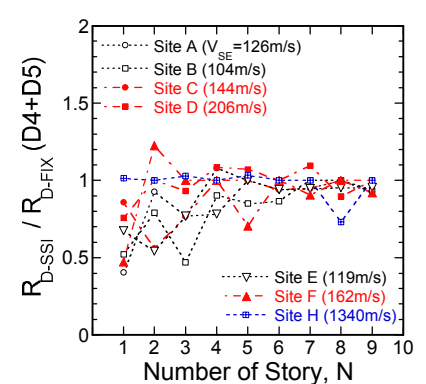 2
1.5
1
0.5
0
R_D-SSI / R_D-FIX (D4+D5)
Site A (V_SE=126m/s)
Site B (104m/s)
Site C (144m/s)
Site D (206m/s)
Site E (119m/s)
Site F (162m/s)
Site H (1340m/s)
1 2 3 4 5 6 7 8 9 10
Number of Story, N